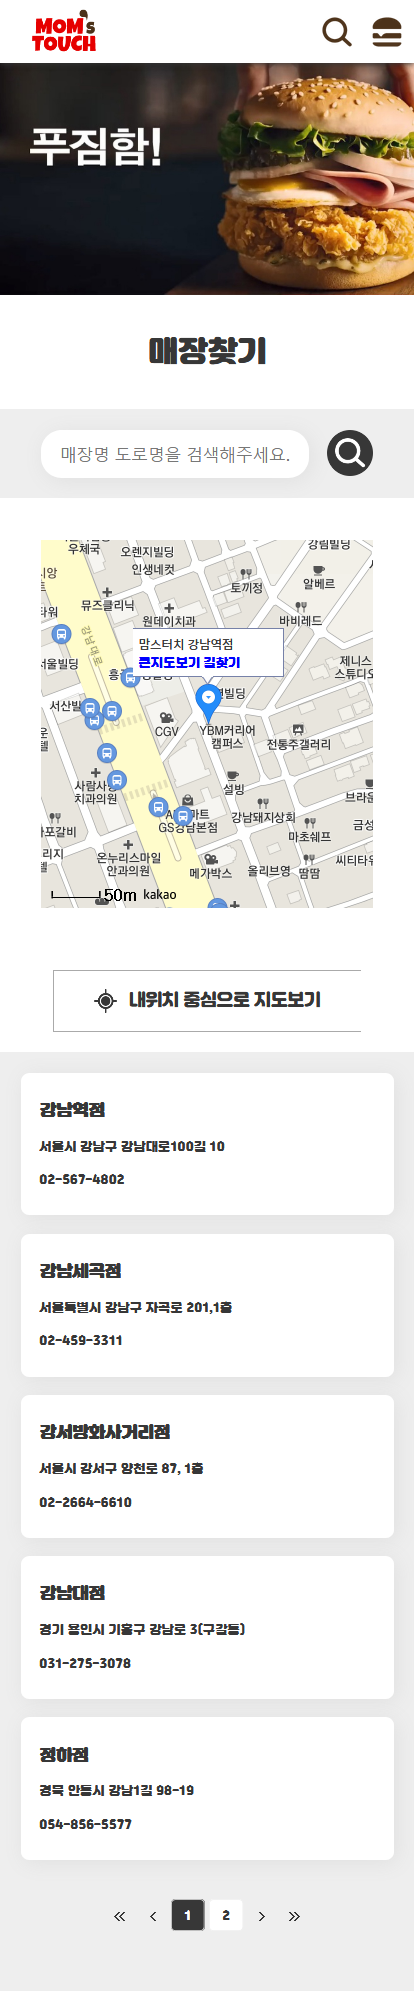 MOM's
TOUCH
푸짐함!
매장찾기
매장명 도로명을 검색해주세요.
우체국
오렌지빌딩
강림빌딩
인생네컷
시앙
토끼정
알베르
타워
뮤즈클리닉
원데이치과
바비레드
강남대로
맘스터치 강남역점
큰지도보기 길찾기
서울빌딩
제니스
스튜디오
서산빌
빌딩
CGV
YBM커리어
캠퍼스
전통주갤러리
사람사랑
치과의원
설빙
브라운
GS강남본점
강남돼지상회
마초쉐프
금성
온누리스마일
안과의원
메가박스
올리브영
땀땀
씨티타워
50m
kakao
내위치 중심으로 지도보기
강남역점
서울시 강남구 강남대로100길 10
02-567-4802
강남세곡점
서울특별시 강남구 자곡로 201,1층
02-459-3311
강서방화사거리점
서울시 강서구 양천로 87, 1층
02-2664-6610
강남대점
경기 용인시 기흥구 강남로 3(구갈동)
031-275-3078
정하점
경북 안동시 강남1길 98-19
054-856-5577
1
2